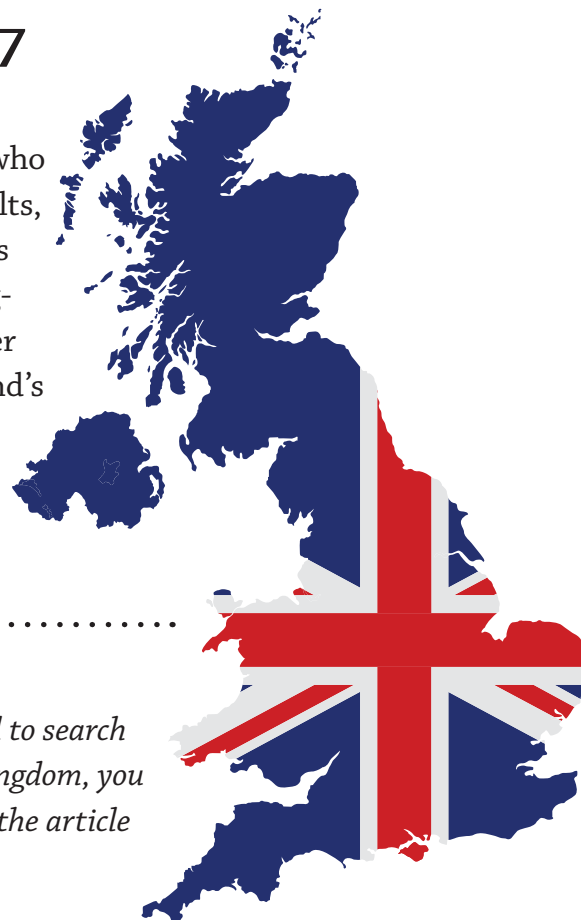 7
who
lts,
s
g-
er
nd's
...........
l to search
ngdom, you
the article